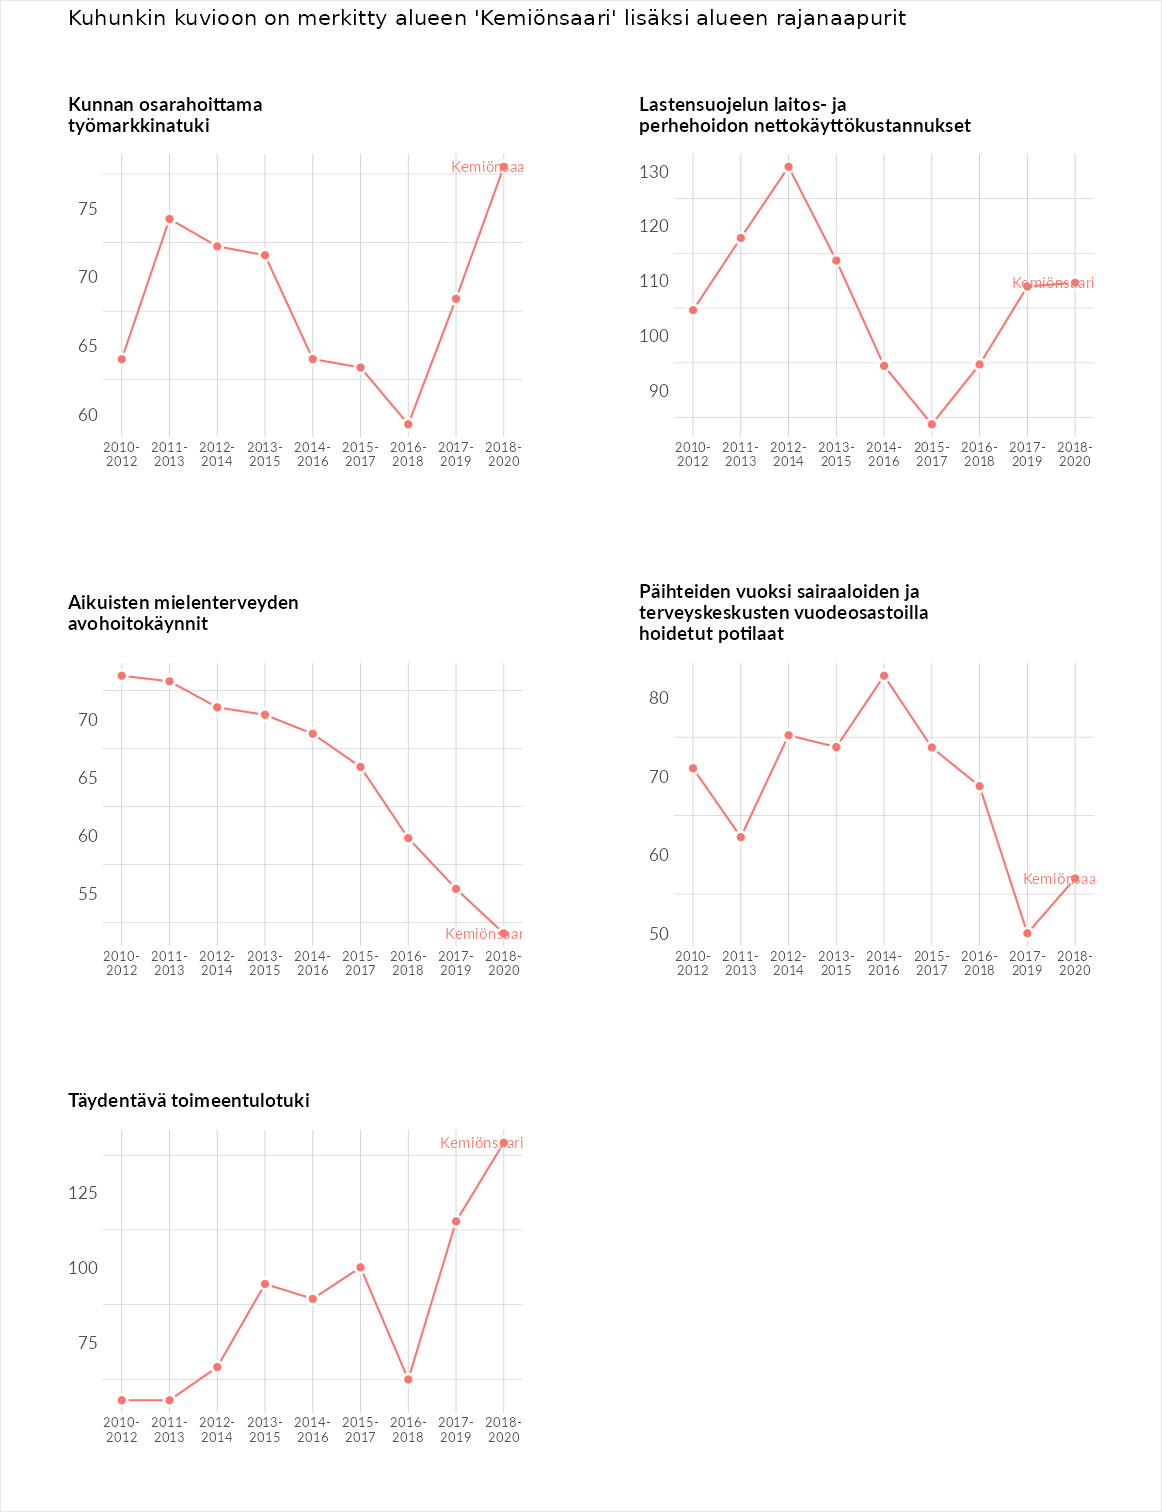 Kuhunkin kuvioon on merkitty alueen 'Kemiönsaari' lisäksi alueen rajanaapurit
Kunnan osarahoittama
työmarkkinatuki
Kemiönsaa
75
70
65
60
2010- 2011- 2012- 2013- 2014- 2015- 2016- 2017- 2018-
2012 2013 2014 2015 2016 2017 2018 2019 2020
Lastensuojelun laitos- ja
perhehoidon nettokäyttökustannukset
130
120
110
Kemiönsaari
100
90
2010- 2011- 2012- 2013- 2014- 2015- 2016- 2017- 2018-
2012 2013 2014 2015 2016 2017 2018 2019 2020
Aikuisten mielenterveyden
avohoitokäynnit
70
65
60
55
Kemiönsaar
2010- 2011- 2012- 2013- 2014- 2015- 2016- 2017- 2018-
2012 2013 2014 2015 2016 2017 2018 2019 2020
Päihteiden vuoksi sairaaloiden ja
terveyskeskusten vuodeosastoilla
hoidetut potilaat
80
70
60
Kemiönsaa
50
2010- 2011- 2012- 2013- 2014- 2015- 2016- 2017- 2018-
2012 2013 2014 2015 2016 2017 2018 2019 2020
Täydentävä toimeentulotuki
Kemiönsaari
125
100
75
2010- 2011- 2012- 2013- 2014- 2015- 2016- 2017- 2018-
2012 2013 2014 2015 2016 2017 2018 2019 2020